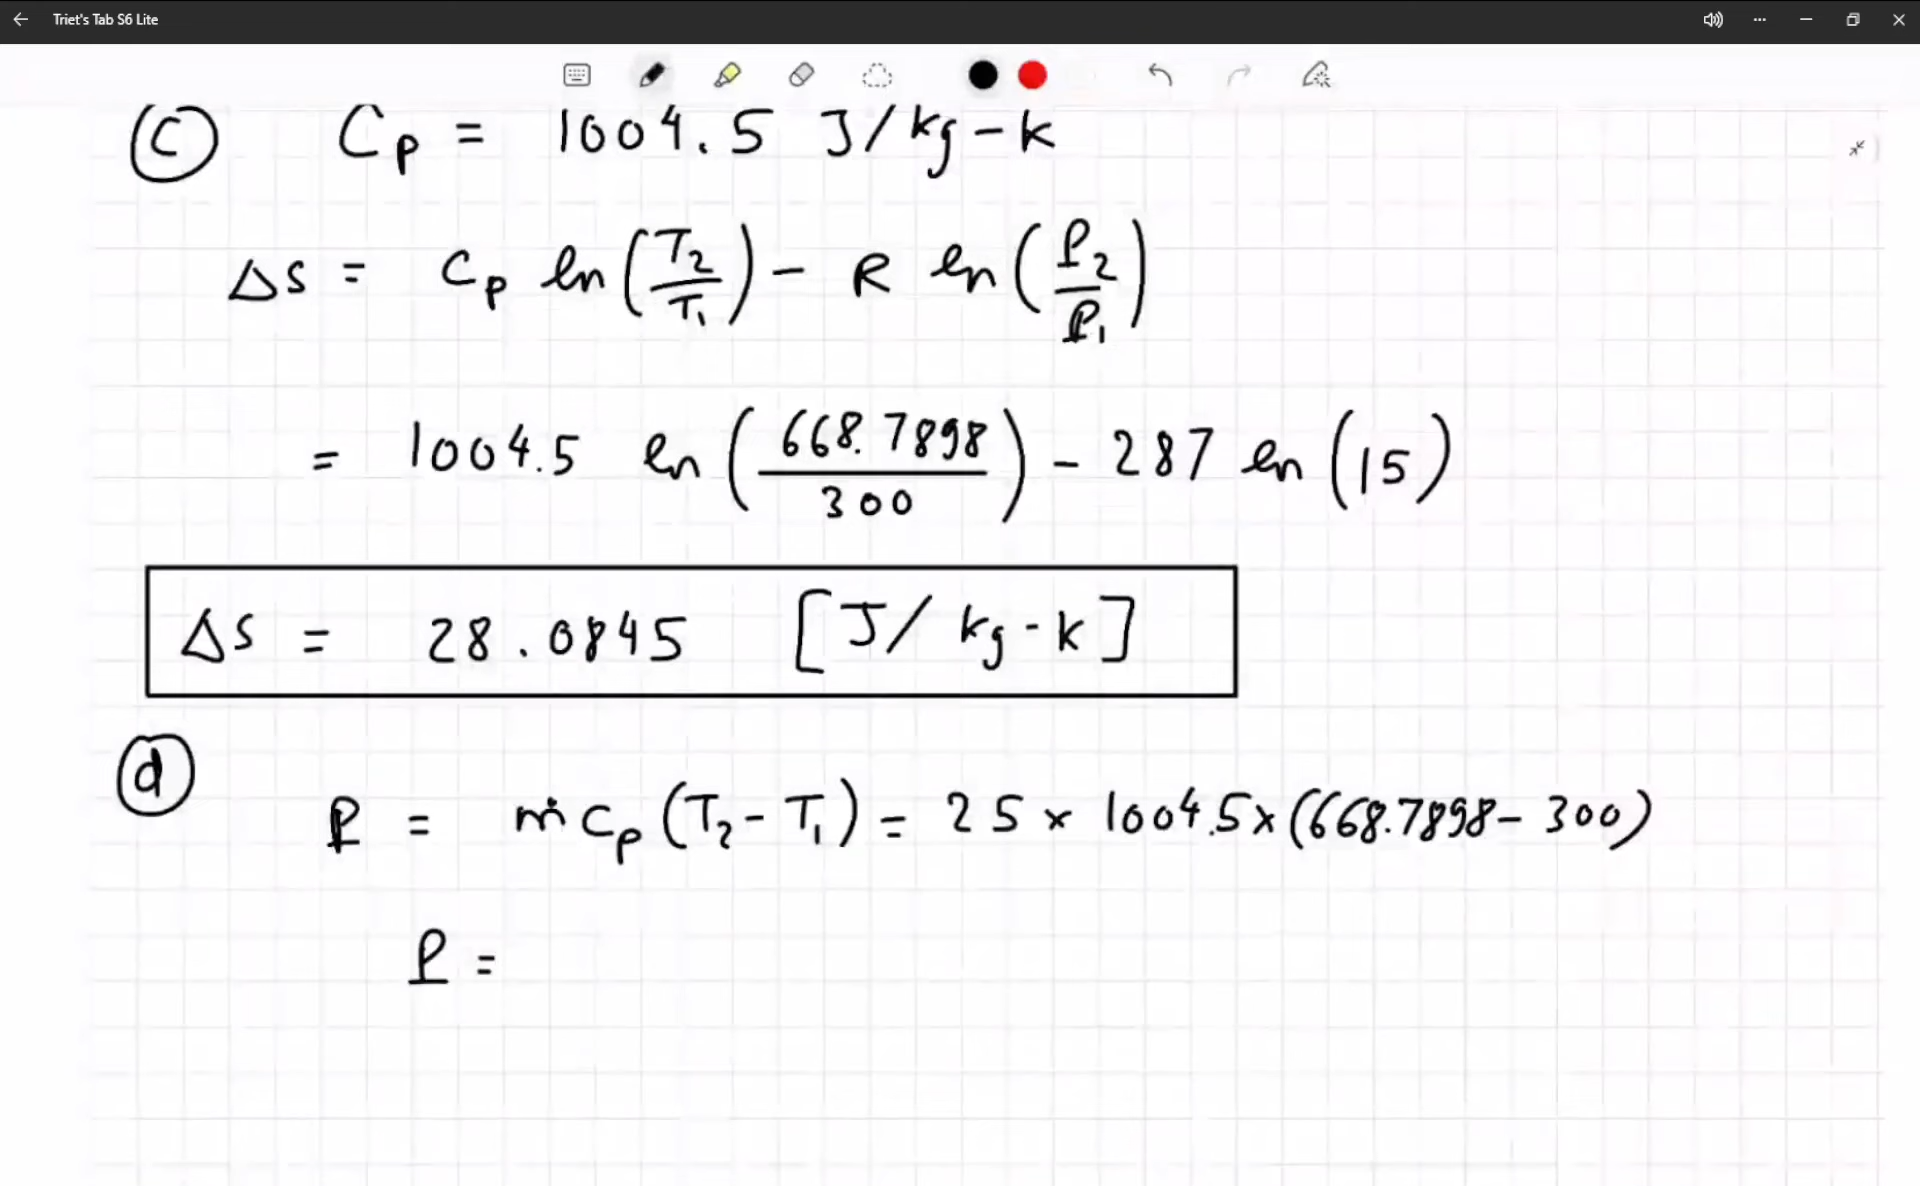 Triet's Tab S6 Lite
(c) Cp = 1004.5 J/kg-k
Δs = Cp ln(T2/T1) - R ln(P2/P1)
= 1004.5 ln(668.7898/300) - 287 ln(15)
Δs = 28.0845 [J/kg-k]
(d)
P = ṁ Cp (T2 - T1) = 25 × 1004.5 × (668.7898 - 300)
P =